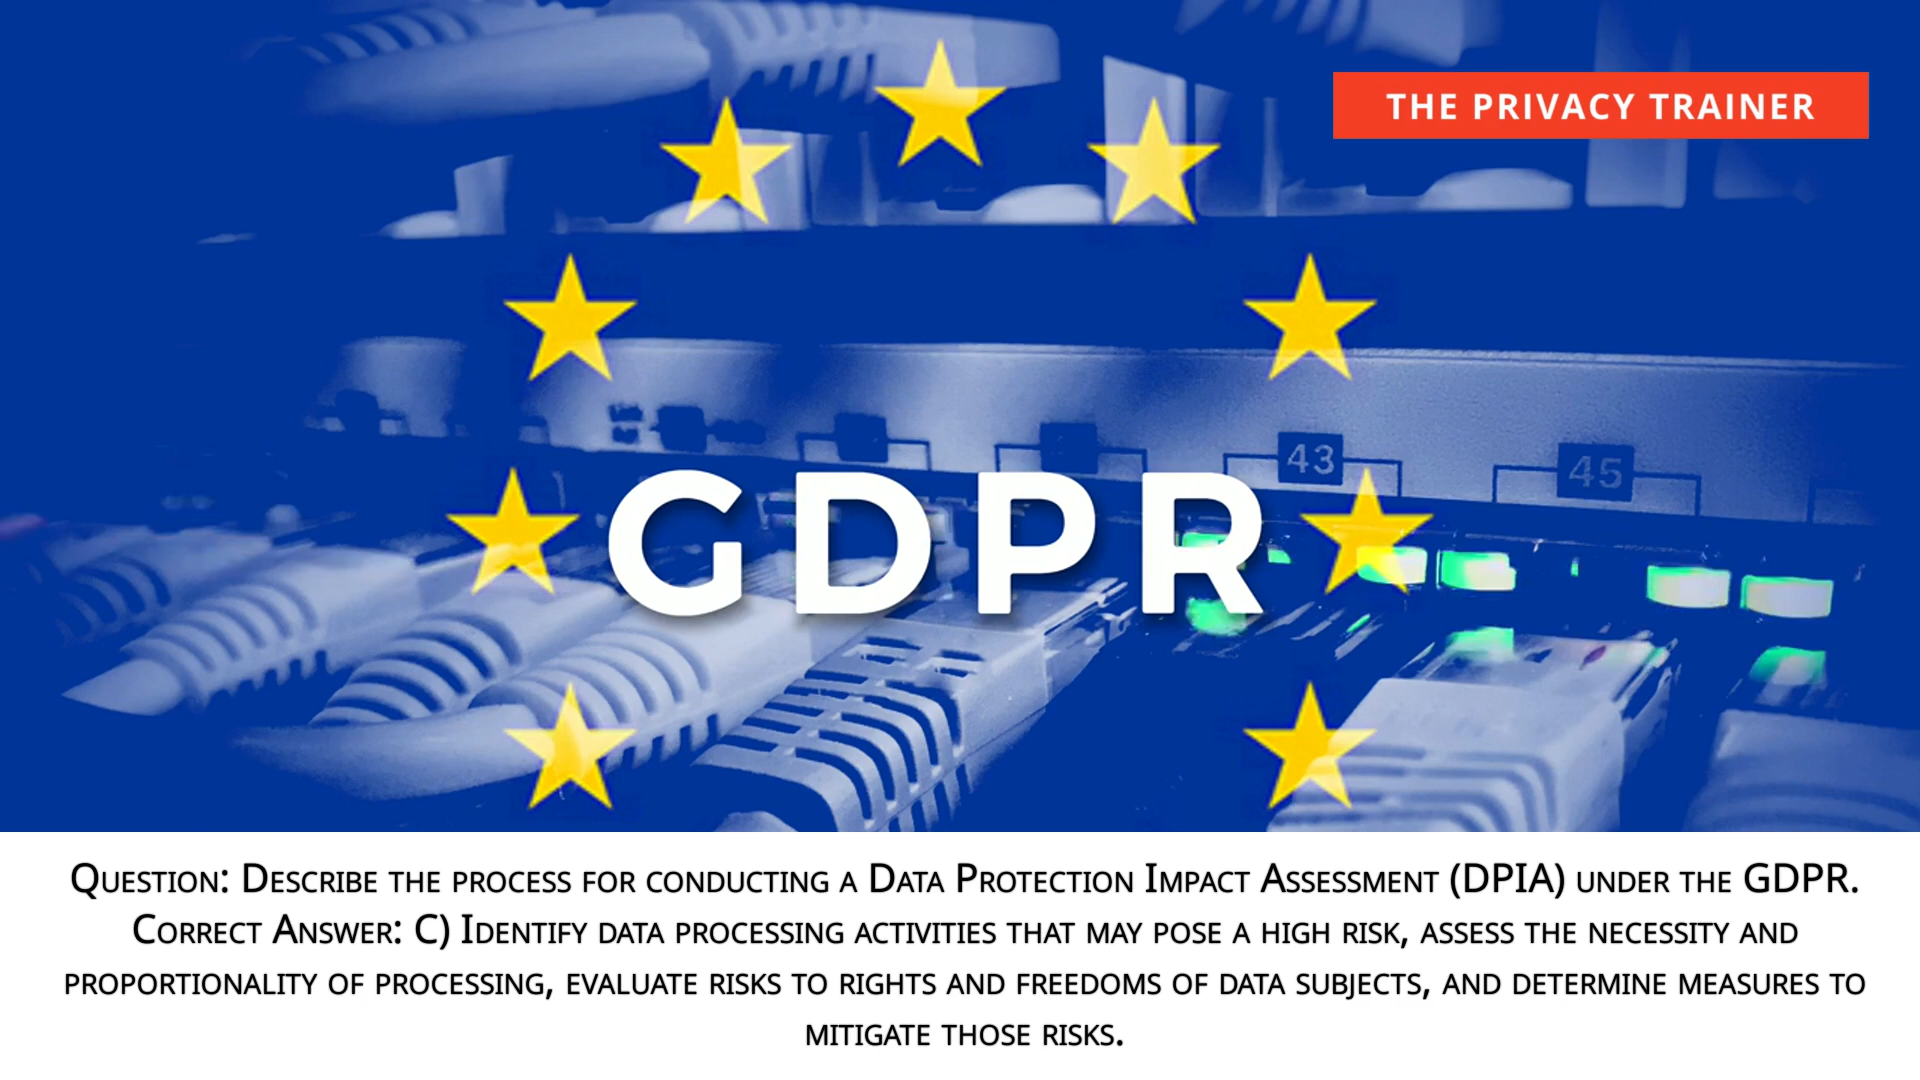 THE PRIVACY TRAINER
43
45
GDPR
Question: Describe the process for conducting a Data Protection Impact Assessment (DPIA) under the GDPR.
Correct Answer: C) Identify data processing activities that may pose a high risk, assess the necessity and
proportionality of processing, evaluate risks to rights and freedoms of data subjects, and determine measures to
mitigate those risks.